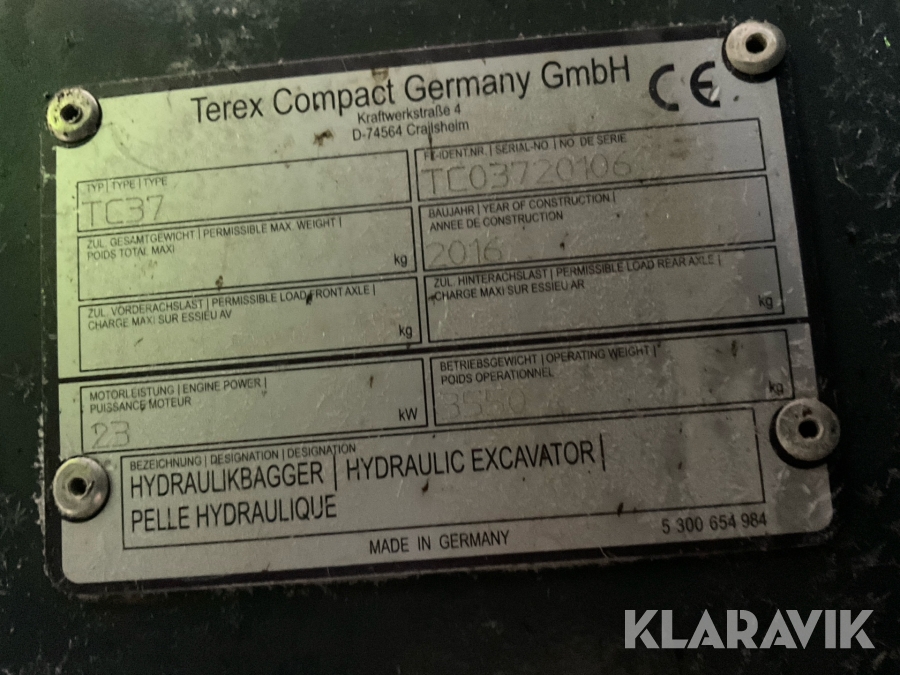 Terex Compact Germany GmbH
Kraftwerkstraße 4
D-74564 Crailsheim
CE
TYP | TYPE | TYPE
TC37
FZ-IDENT.NR. | SERIAL-NO. | NO. DE SERIE
TC03720106
ZUL. GESAMTGEWICHT | PERMISSIBLE MAX. WEIGHT |
POIDS TOTAL MAXI
kg
BAUJAHR | YEAR OF CONSTRUCTION |
ANNEE DE CONSTRUCTION
2016
ZUL. VORDERACHSLAST | PERMISSIBLE LOAD FRONT AXLE |
CHARGE MAXI SUR ESSIEU AV
kg
ZUL. HINTERACHSLAST | PERMISSIBLE LOAD REAR AXLE |
CHARGE MAXI SUR ESSIEU AR
kg
MOTORLEISTUNG | ENGINE POWER |
PUISSANCE MOTEUR
23
kW
BETRIEBSGEWICHT | OPERATING WEIGHT |
POIDS OPERATIONNEL
kg
BEZEICHNUNG | DESIGNATION | DESIGNATION
HYDRAULIKBAGGER | HYDRAULIC EXCAVATOR |
PELLE HYDRAULIQUE
MADE IN GERMANY
5 300 654 984
KLARAVIK